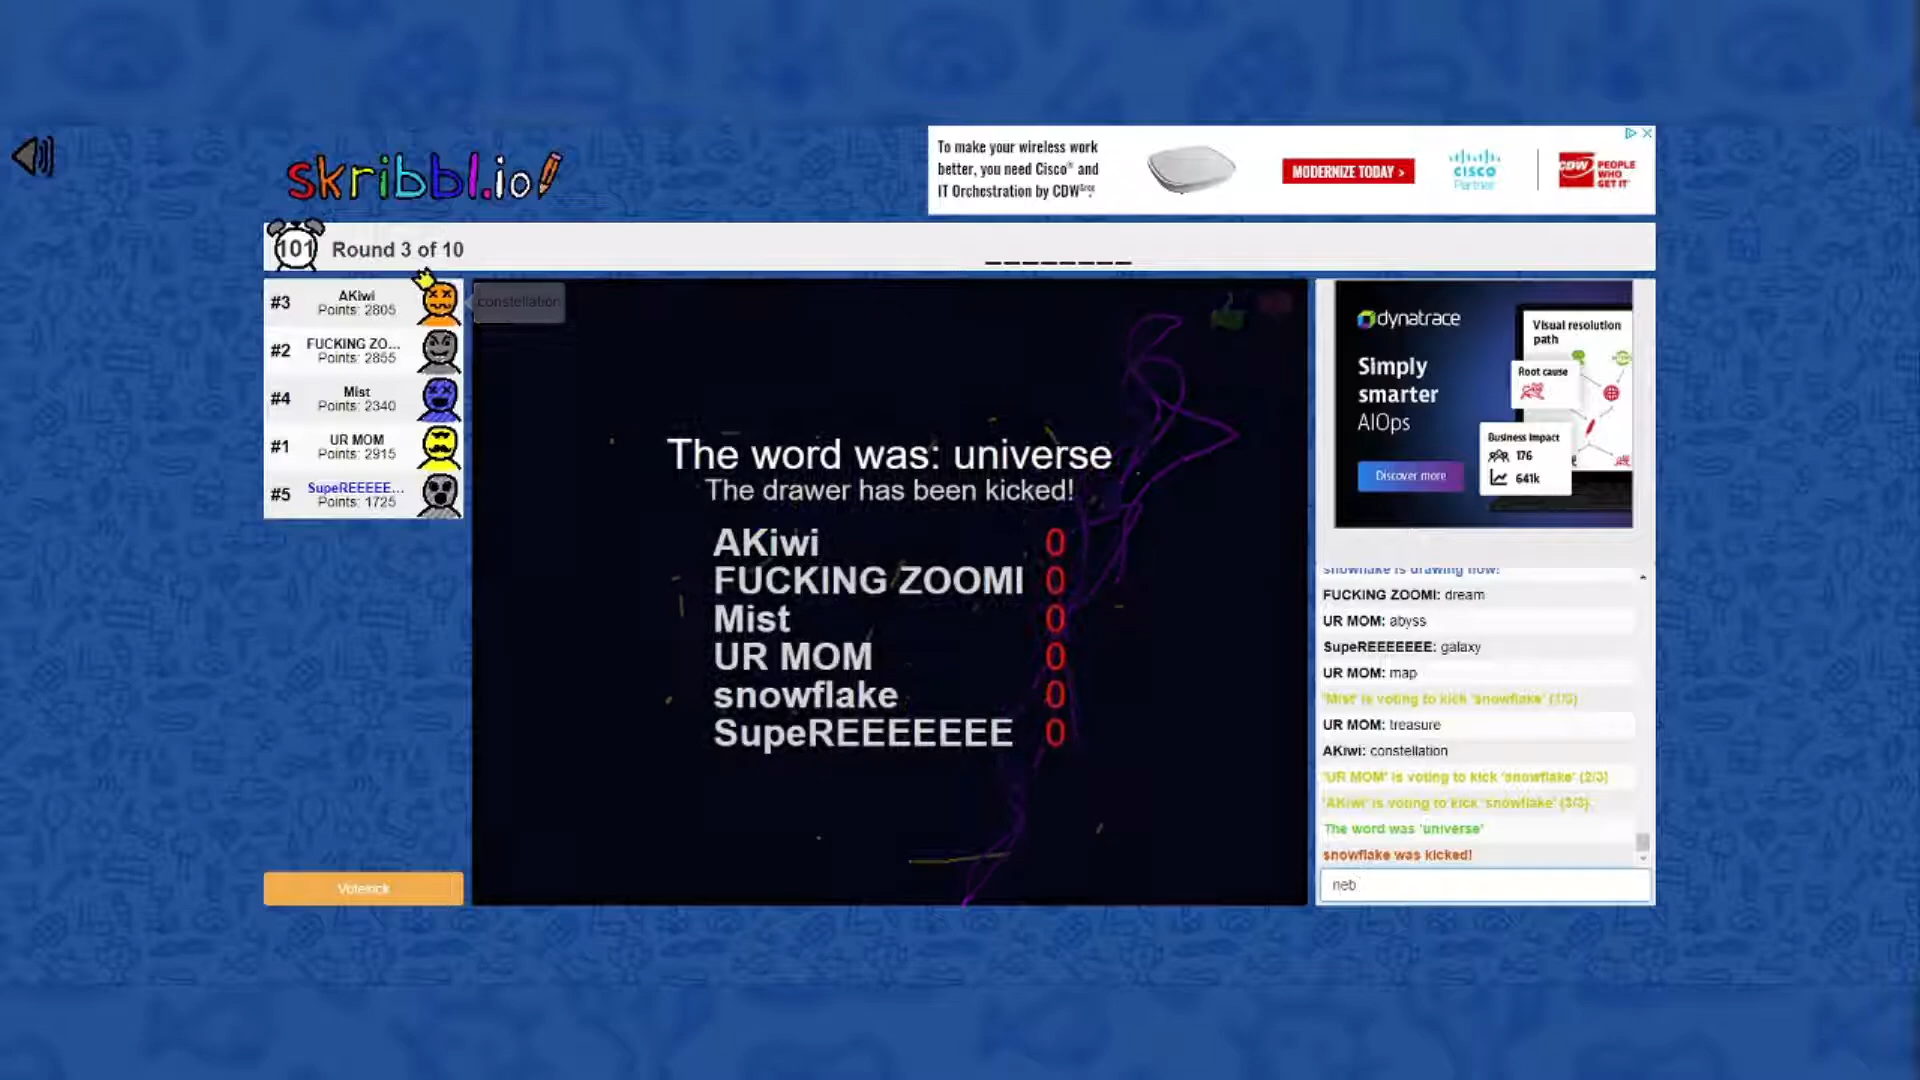 To make your wireless work
better, you need Cisco® and
IT Orchestration by CDW
MODERNIZE TODAY >
CISCO
Partner
CDW
PEOPLE
WHO
GET IT
skribbl.io
101
Round 3 of 10
________
#3
AKiwi
Points: 2805
#2
FUCKING ZO...
Points: 2855
#4
Mist
Points: 2340
#1
UR MOM
Points: 2915
#5
SupeREEEEE...
Points: 1725
Votekick
constellation
The word was: universe
The drawer has been kicked!
AKiwi 0
FUCKING ZOOMI 0
Mist 0
UR MOM 0
snowflake 0
SupeREEEEEEE 0
dynatrace
Simply
smarter
AIOps
Discover more
Visual resolution
path
Root cause
Business impact
176
641k
snowflake is drawing now!
FUCKING ZOOMI: dream
UR MOM: abyss
SupeREEEEEEE: galaxy
UR MOM: map
'Mist' is voting to kick 'snowflake' (1/3)
UR MOM: treasure
AKiwi: constellation
'UR MOM' is voting to kick 'snowflake' (2/3)
'AKiwi' is voting to kick 'snowflake' (3/3)
The word was 'universe'
snowflake was kicked!
neb